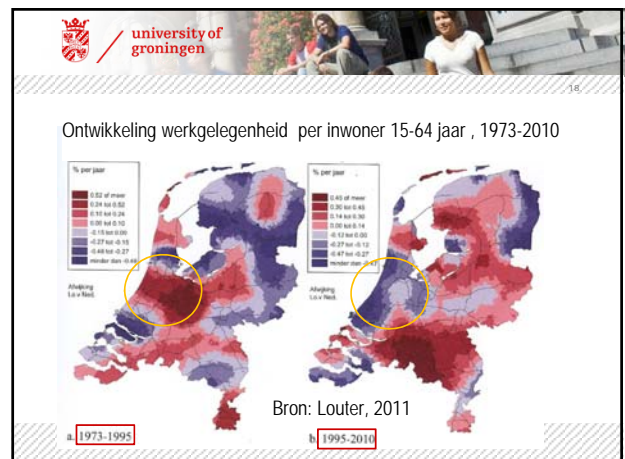 university of
groningen
18
Ontwikkeling werkgelegenheid per inwoner 15-64 jaar , 1973-2010
% per jaar
0.52 of meer
0.24 tot 0.52
0.10 tot 0.24
0.00 tot 0.10
-0.15 tot 0.00
-0.27 tot -0.15
-0.46 tot -0.27
minder dan -0.46
Afwijking
t.o.v Ned.
% per jaar
0.45 of meer
0.30 tot 0.45
0.14 tot 0.30
0.00 tot 0.14
-0.12 tot 0.00
-0.27 tot -0.12
-0.47 tot -0.27
minder dan -0.47
Afwijking
t.o.v Ned.
Bron: Louter, 2011
a. 1973-1995
b. 1995-2010